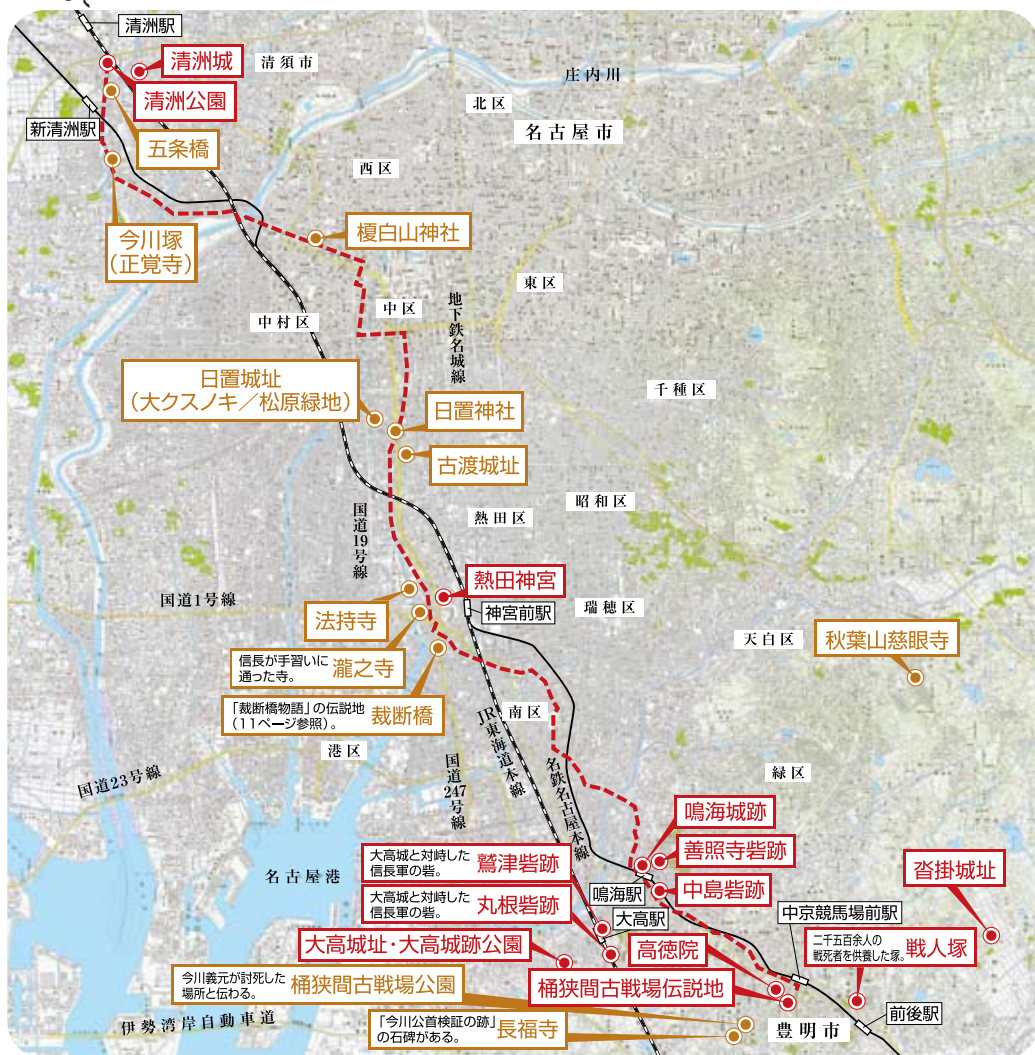 清洲駅
清洲城
清須市
清洲公園
庄内川
北区
名古屋市
新清洲駅
五条橋
西区
今川塚
（正覚寺）
榎白山神社
東区
中区
地下鉄名城線
中村区
日置城址
（大クスノキ／松原緑地）
千種区
日置神社
古渡城址
昭和区
熱田区
国道19号線
熱田神宮
国道1号線
神宮前駅
瑞穂区
法持寺
天白区
秋葉山慈眼寺
信長が手習いに
通った寺。
瀧之寺
「裁断橋物語」の伝説地
（11ページ参照）。
裁断橋
南区
JR東海道本線
港区
国道23号線
国道247号線
名鉄名古屋本線
緑区
鳴海城跡
善照寺砦跡
大高城と対峙した
信長軍の砦。
鷲津砦跡
名古屋港
中島砦跡
沓掛城址
鳴海駅
大高城と対峙した
信長軍の砦。
丸根砦跡
大高駅
中京競馬場前駅
大高城址・大高城跡公園
高徳院
二千五百余人の
戦死者を供養した塚。
戦人塚
今川義元が討死した
場所と伝わる。
桶狭間古戦場公園
桶狭間古戦場伝説地
伊勢湾岸自動車道
「今川公首検証の跡」
の石碑がある。
長福寺
豊明市
前後駅